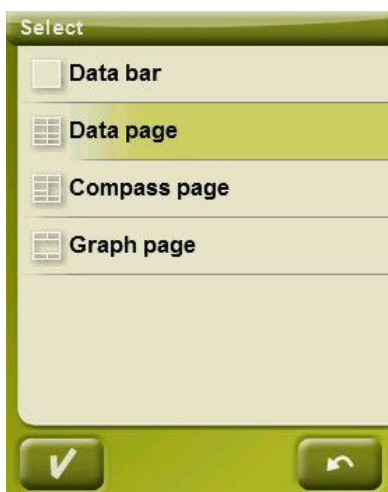 Select
Data bar
Data page
Compass page
Graph page